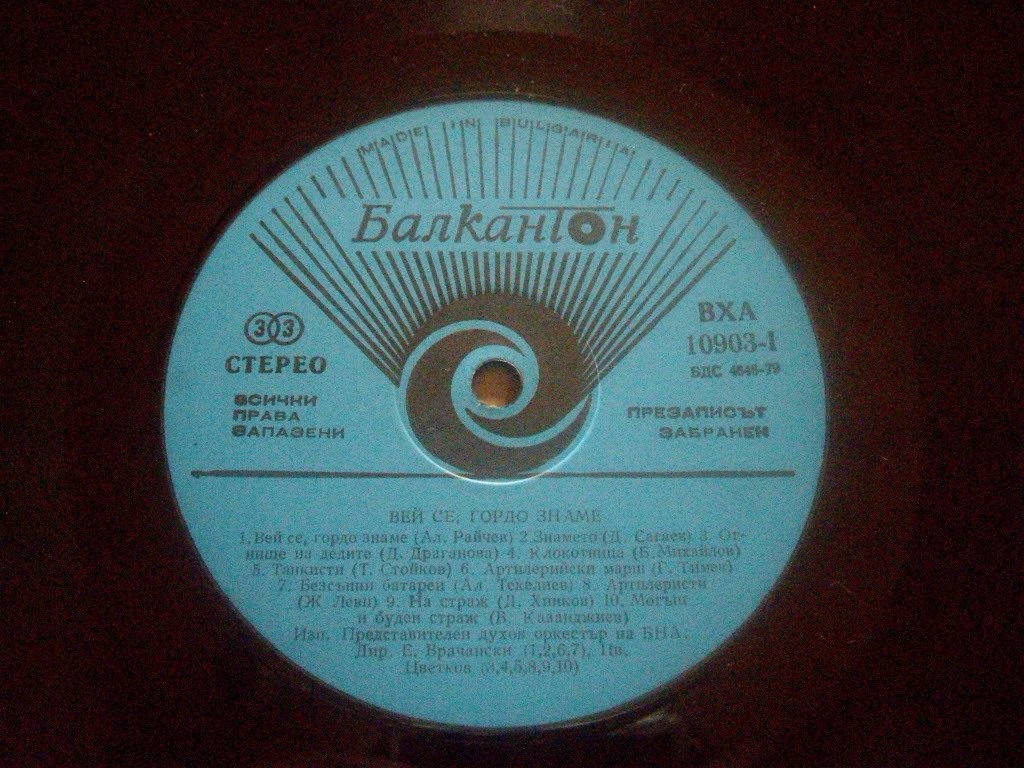 MADE IN BULGARIA
Балкантон
33
СТЕРЕО
ВСИЧКИ
ПРАВА
ЗАПАЗЕНИ
ВХА
10903-I
БДС 4646-79
ПРЕЗАПИСЪТ
ЗАБРАНЕН
ВЕЙ СЕ, ГОРДО ЗНАМЕ
1. Вей се, гордо знаме (Ал. Райчев) 2. Знамето (Д. Сагаев) 3. Ог-
нище на дедите (Д. Драганова) 4. Клокотница (Б. Михайлов)
5. Танкисти (Т. Стойков) 6. Артилерийски марш (Г.
7. Безсънни батареи (Ал. Текелиев) 8. Артилеристи
(Ж. Леви) 9. На страж (Д. Хинков) 10. Могъщ
и буден страж (В. Казанджиев)
Изп. Представителен духов оркестър на БНА,
Дир. Е. Врачански (1,2,6,7), Цв.
Цветков (3,4,5,8,9,10)